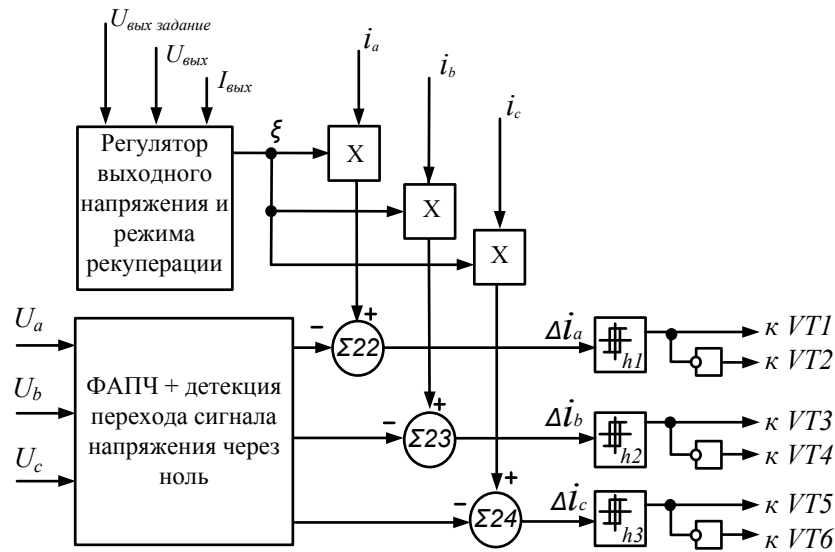 U вых задание
U вых
I вых
i a
i b
i c
ξ
Регулятор
выходного
напряжения и
режима
рекуперации
X
X
X
U a
U b
U c
ФАПЧ + детекция
перехода сигнала
напряжения через
ноль
- +
Σ22
Δi a
h1
к VT1
к VT2
- +
Σ23
Δi b
h2
к VT3
к VT4
- +
Σ24
Δi c
h3
к VT5
к VT6